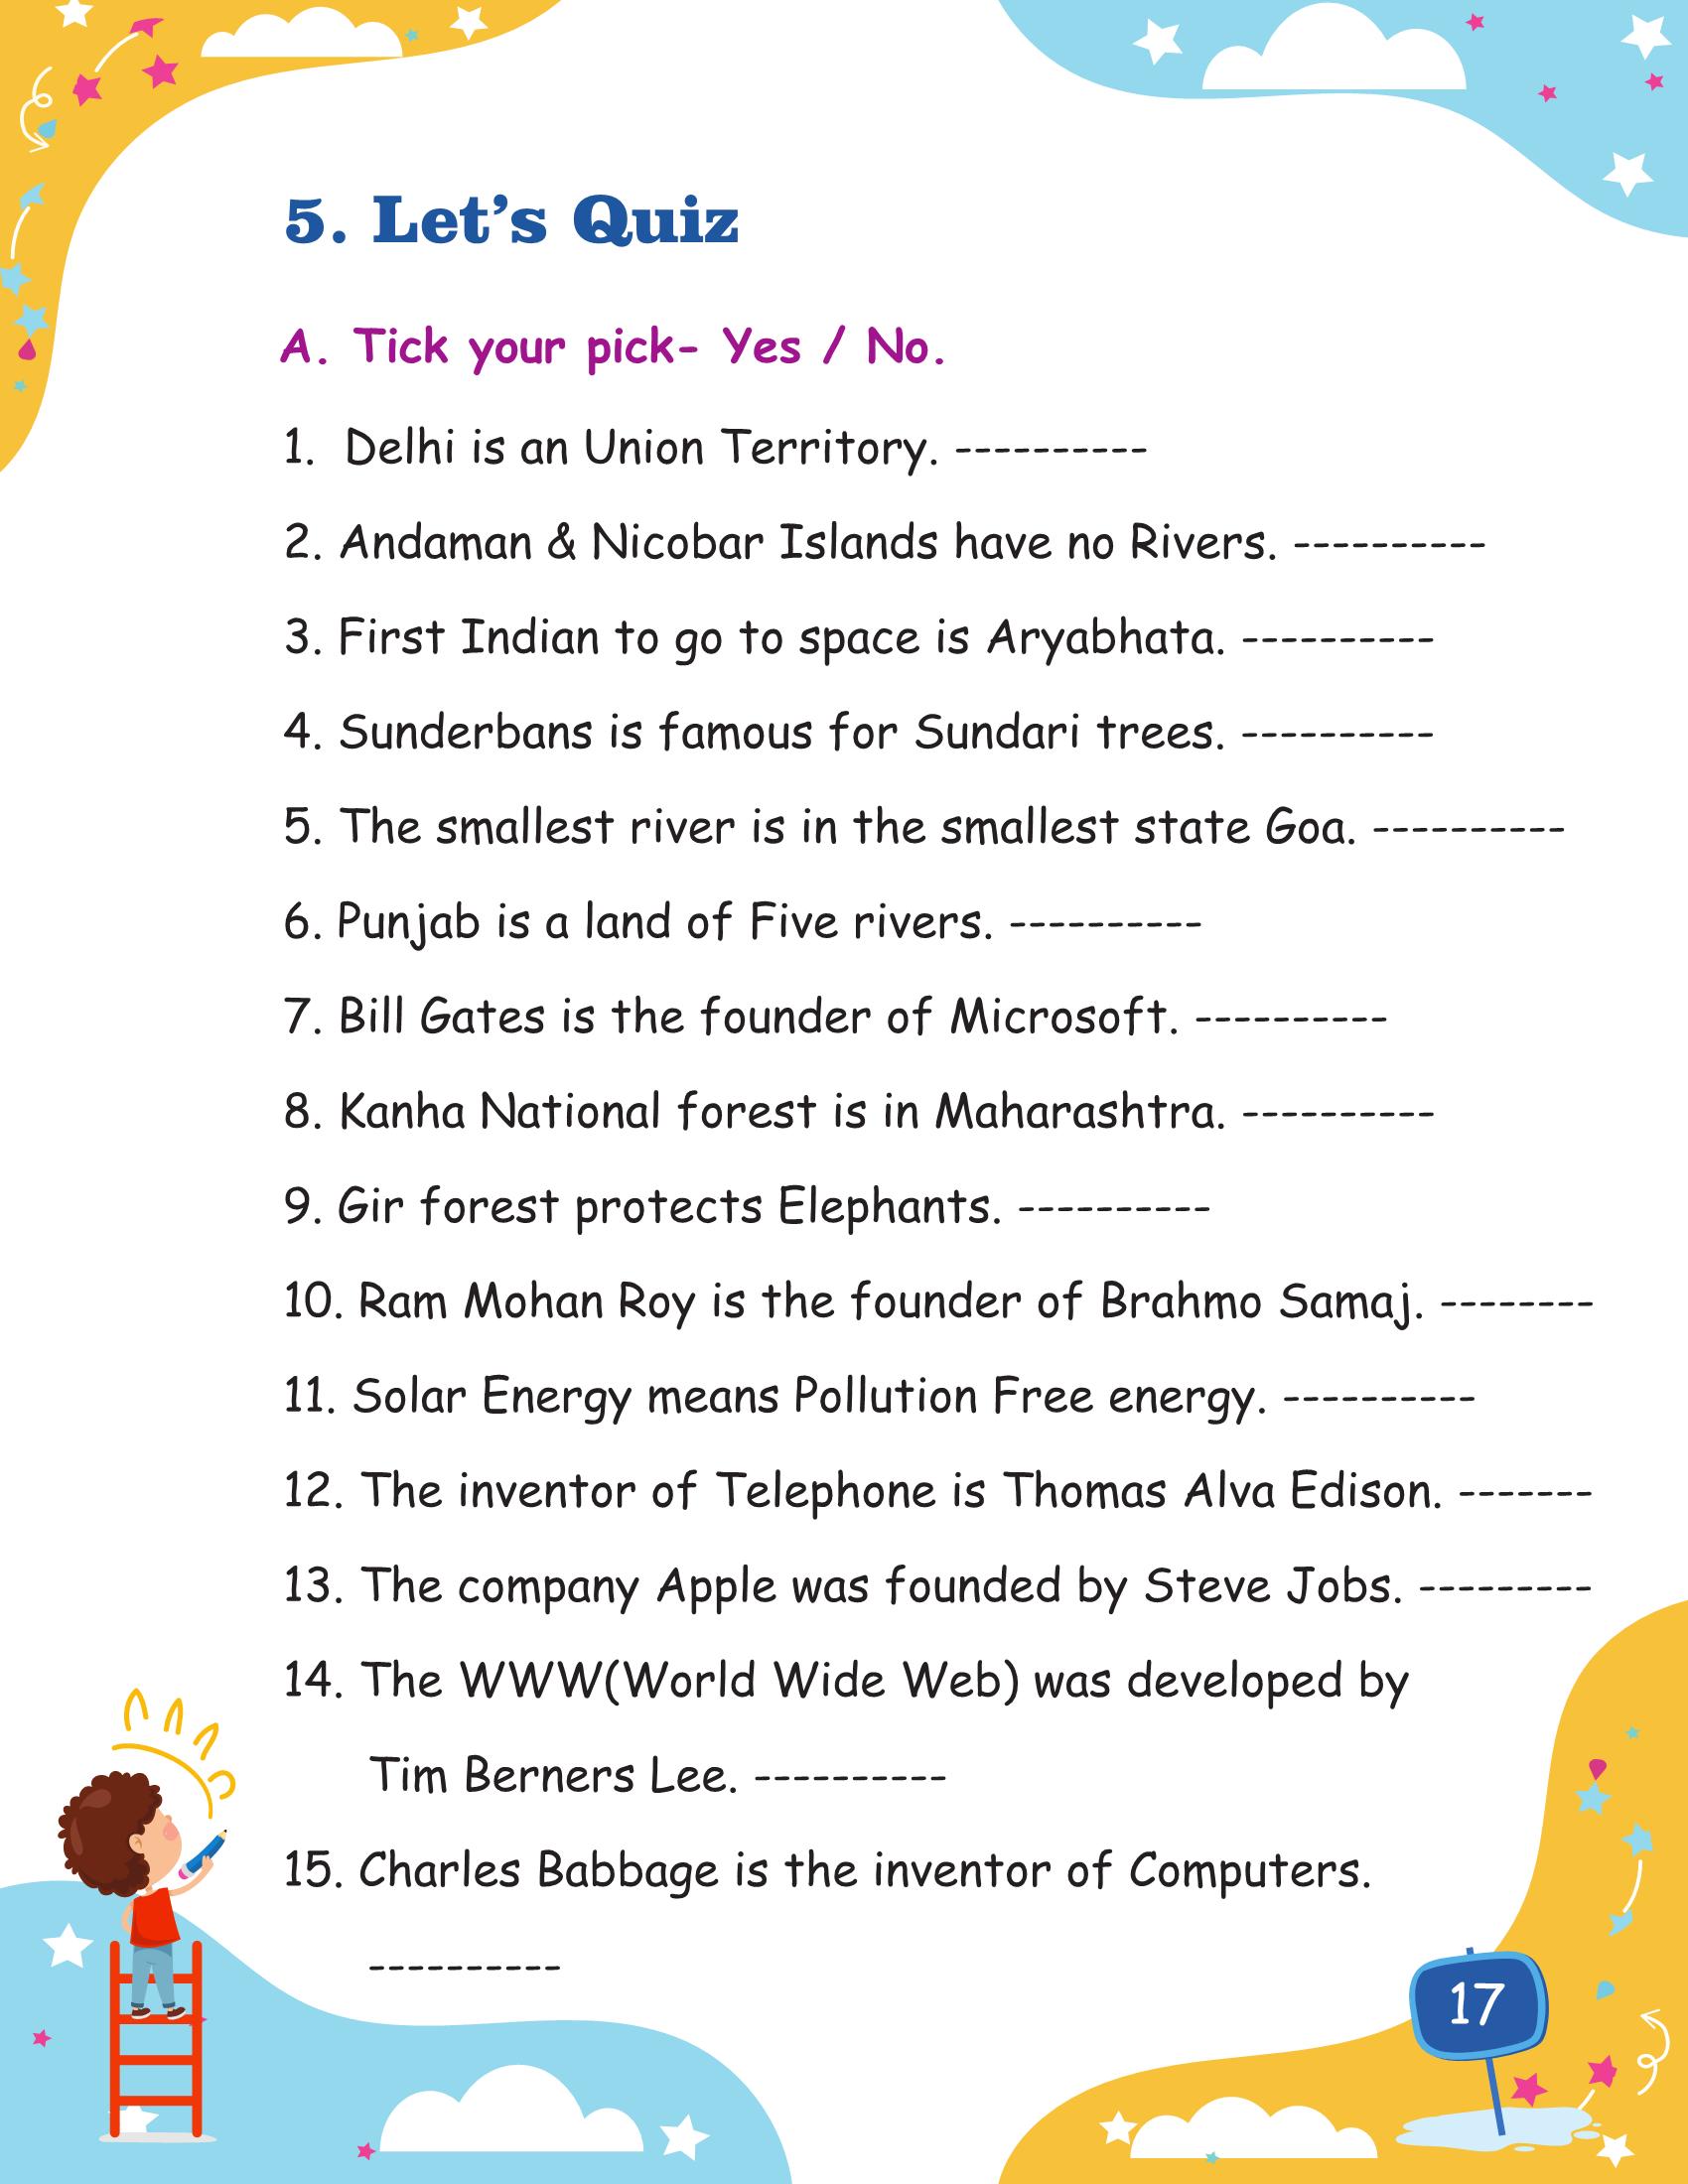 5. Let's Quiz
A. Tick your pick- Yes / No.
1. Delhi is an Union Territory. ----------
2. Andaman & Nicobar Islands have no Rivers. ----------
3. First Indian to go to space is Aryabhata. ----------
4. Sunderbans is famous for Sundari trees. ----------
5. The smallest river is in the smallest state Goa. ----------
6. Punjab is a land of Five rivers. ----------
7. Bill Gates is the founder of Microsoft. ----------
8. Kanha National forest is in Maharashtra. ----------
9. Gir forest protects Elephants. ----------
10. Ram Mohan Roy is the founder of Brahmo Samaj. --------
11. Solar Energy means Pollution Free energy. ----------
12. The inventor of Telephone is Thomas Alva Edison. -------
13. The company Apple was founded by Steve Jobs. ---------
14. The WWW(World Wide Web) was developed by
Tim Berners Lee. ----------
15. Charles Babbage is the inventor of Computers.
----------
17